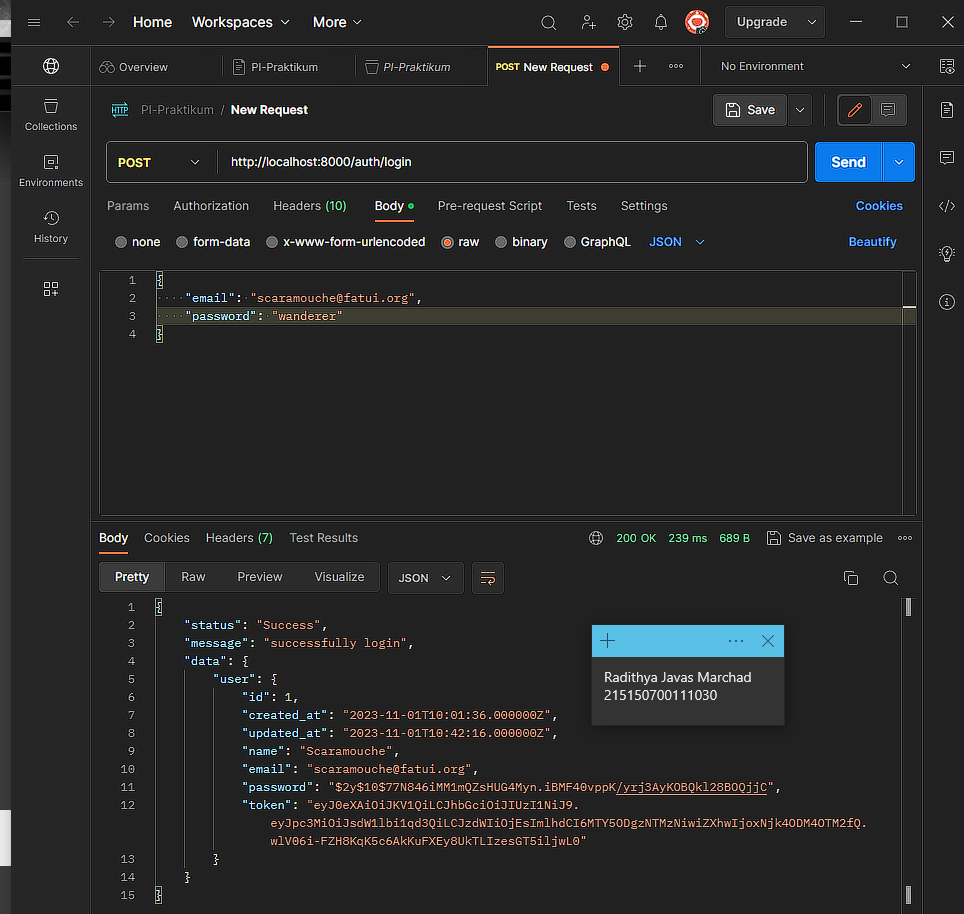 Home Workspaces More Upgrade
Overview PI-Praktikum PI-Praktikum POST New Request No Environment
Collections
Environments
History
HTTP PI-Praktikum / New Request Save
POST http://localhost:8000/auth/login Send
Params Authorization Headers (10) Body Pre-request Script Tests Settings Cookies
none form-data x-www-form-urlencoded raw binary GraphQL JSON Beautify
1 {
2 "email": "scaramouche@fatui.org",
3 "password": "wanderer"
4 }
Body Cookies Headers (7) Test Results 200 OK 239 ms 689 B Save as example
Pretty Raw Preview Visualize JSON
1 {
2 "status": "Success",
3 "message": "successfully login",
4 "data": {
5 "user": {
6 "id": 1,
7 "created_at": "2023-11-01T10:01:36.000000Z",
8 "updated_at": "2023-11-01T10:42:16.000000Z",
9 "name": "Scaramouche",
10 "email": "scaramouche@fatui.org",
11 "password": "$2y$10$77N846iMM1mQZsHUG4Myn.iBMF40vppK/yrj3AyKOBQkl28BOQjjC",
12 "token": "eyJ0eXAiOiJKV1QiLCJhbGciOiJIUzI1NiJ9.
eyJpc3MiOiJsdW1lbi1qd3QiLCJzdWIiOjEsImlhdCI6MTY5ODgzNTMzNiwiZXhwIjoxNjk4ODM4OTM2fQ.
wlV06i-FZH8KqK5c6AkKuFXEy8UkTLIzesGT5iljwL0"
13 }
14 }
15 }
Radithya Javas Marchad
215150700111030